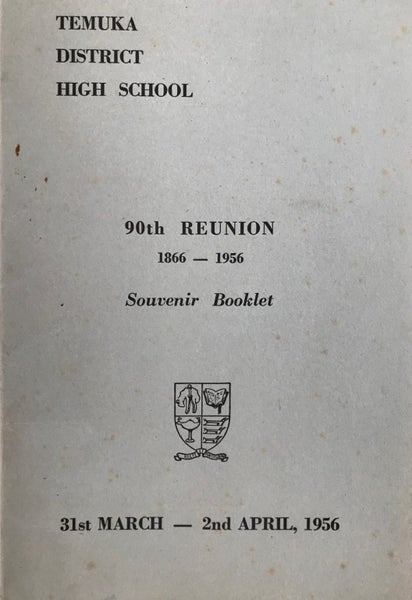 TEMUKA
DISTRICT
HIGH SCHOOL
90th REUNION
1866 — 1956
Souvenir Booklet
31st MARCH — 2nd APRIL, 1956